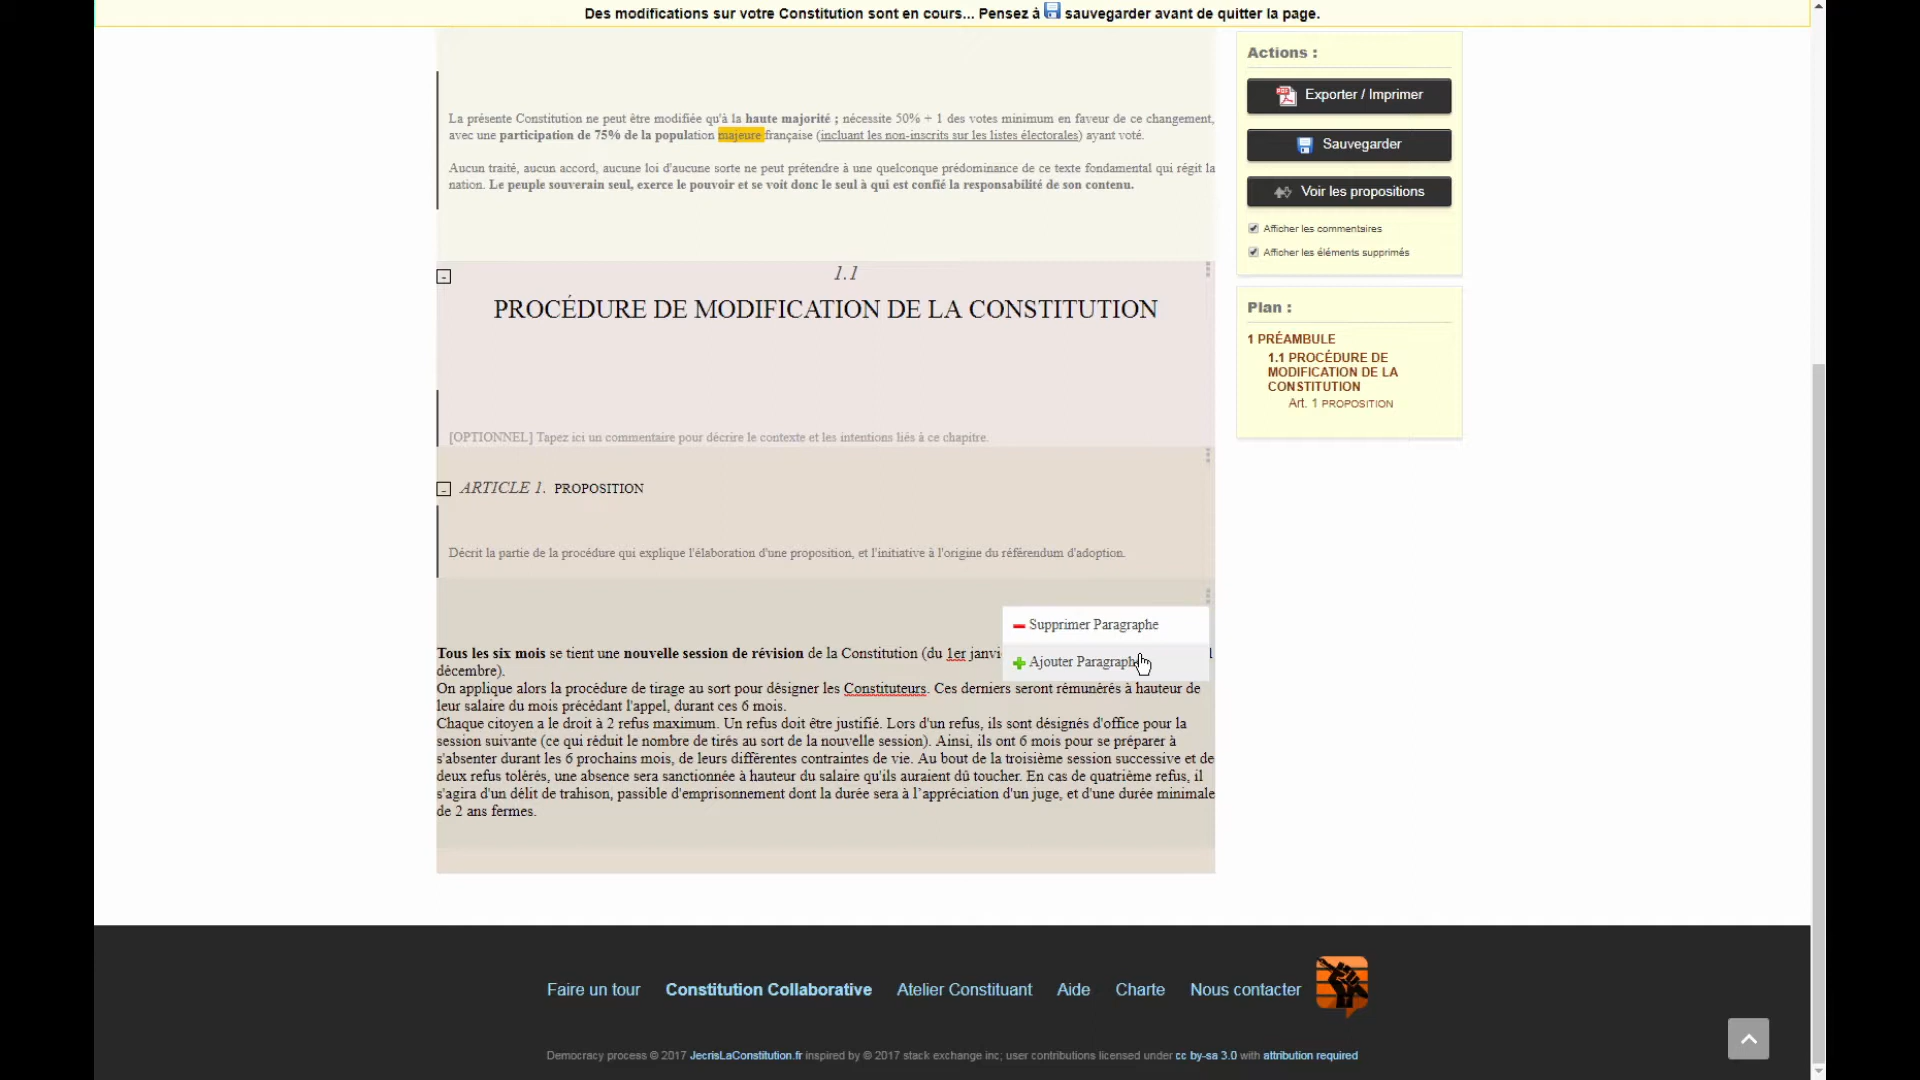 Des modifications sur votre Constitution sont en cours... Pensez à sauvegarder avant de quitter la page.
La présente Constitution ne peut être modifiée qu'à la haute majorité ; nécessite 50% + 1 des votes minimum en faveur de ce changement,
avec une participation de 75% de la population majeure française (incluant les non-inscrits sur les listes électorales) ayant voté.
Aucun traité, aucun accord, aucune loi d'aucune sorte ne peut prétendre à une quelconque prédominance de ce texte fondamental qui régit la
nation. Le peuple souverain seul, exerce le pouvoir et se voit donc le seul à qui est confié la responsabilité de son contenu.
1.1
PROCÉDURE DE MODIFICATION DE LA CONSTITUTION
[OPTIONNEL] Tapez ici un commentaire pour décrire le contexte et les intentions liés à ce chapitre.
ARTICLE 1. PROPOSITION
Décrit la partie de la procédure qui explique l'élaboration d'une proposition, et l'initiative à l'origine du référendum d'adoption.
Supprimer Paragraphe
Ajouter Paragraphe
Tous les six mois se tient une nouvelle session de révision de la Constitution (du 1er janvi
décembre).
On applique alors la procédure de tirage au sort pour désigner les Constituteurs. Ces derniers seront rémunérés à hauteur de
leur salaire du mois précédant l'appel, durant ces 6 mois.
Chaque citoyen a le droit à 2 refus maximum. Un refus doit être justifié. Lors d'un refus, ils sont désignés d'office pour la
session suivante (ce qui réduit le nombre de tirés au sort de la nouvelle session). Ainsi, ils ont 6 mois pour se préparer à
s'absenter durant les 6 prochains mois, de leurs différentes contraintes de vie. Au bout de la troisième session successive et de
deux refus tolérés, une absence sera sanctionnée à hauteur du salaire qu'ils auraient dû toucher. En cas de quatrième refus, il
s'agira d'un délit de trahison, passible d'emprisonnement dont la durée sera à l'appréciation d'un juge, et d'une durée minimale
de 2 ans fermes.
Actions :
Exporter / Imprimer
Sauvegarder
Voir les propositions
Afficher les commentaires
Afficher les éléments supprimés
Plan :
1 PRÉAMBULE
1.1 PROCÉDURE DE
MODIFICATION DE LA
CONSTITUTION
Art. 1 PROPOSITION
Faire un tour Constitution Collaborative Atelier Constituant Aide Charte Nous contacter
Democracy process © 2017 JecrisLaConstitution.fr inspired by © 2017 stack exchange inc; user contributions licensed under cc by-sa 3.0 with attribution required